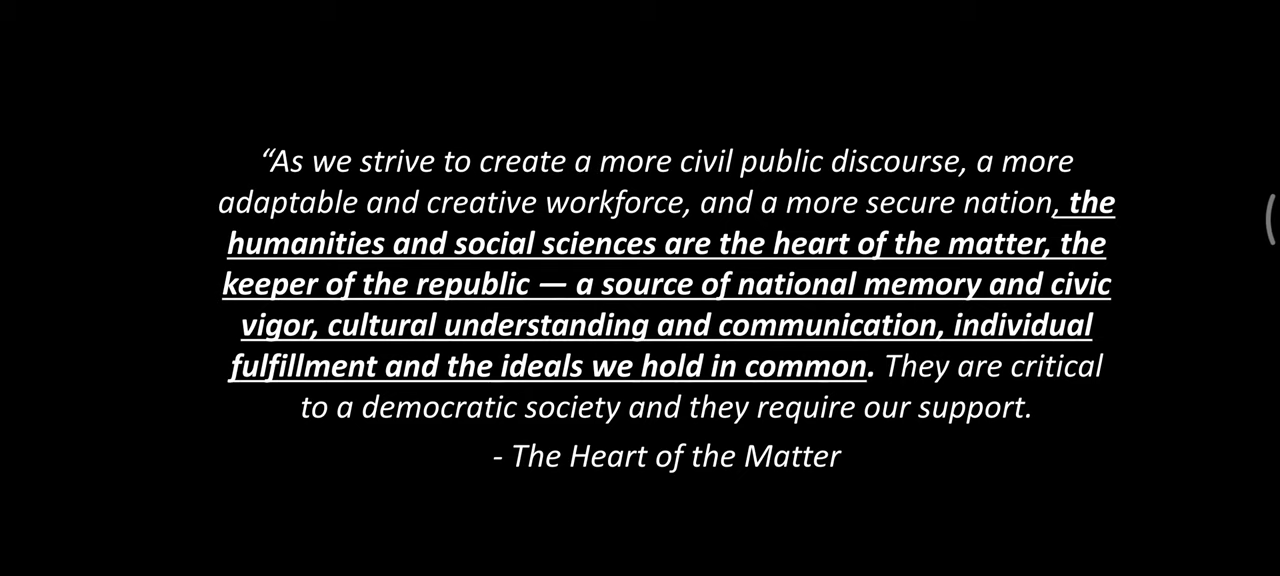 “As we strive to create a more civil public discourse, a more
adaptable and creative workforce, and a more secure nation, the
humanities and social sciences are the heart of the matter, the
keeper of the republic — a source of national memory and civic
vigor, cultural understanding and communication, individual
fulfillment and the ideals we hold in common. They are critical
to a democratic society and they require our support.
- The Heart of the Matter